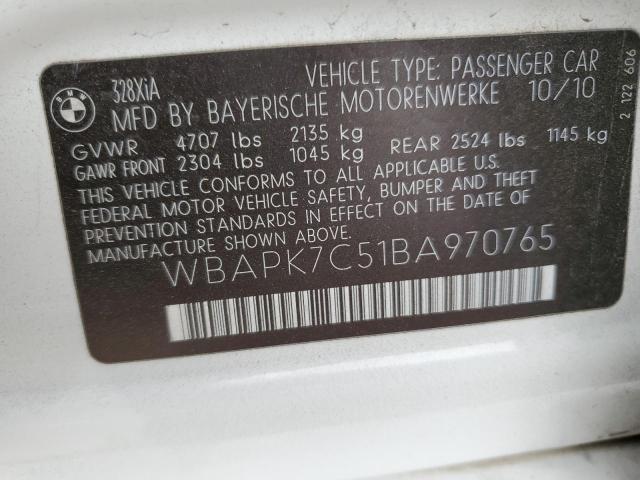 BMW
328XiA
VEHICLE TYPE: PASSENGER CAR
MFD BY BAYERISCHE MOTORENWERKE 10/10
GVWR 4707 lbs 2135 kg
GAWR FRONT 2304 lbs 1045 kg REAR 2524 lbs 1145 kg
THIS VEHICLE CONFORMS TO ALL APPLICABLE U.S.
FEDERAL MOTOR VEHICLE SAFETY, BUMPER AND THEFT
PREVENTION STANDARDS IN EFFECT ON THE DATE OF
MANUFACTURE SHOWN ABOVE.
WBAPK7C51BA970765
2 122 606